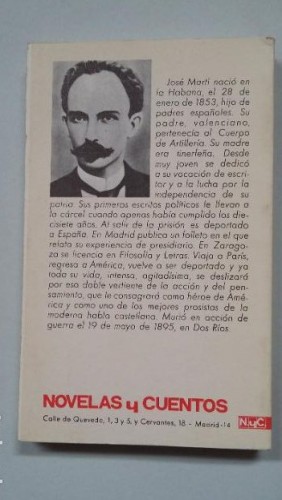 José Martí nació en
la Habana, el 28 de
enero de 1853, hijo de
padres españoles. Su
padre, valenciano,
pertenecía al Cuerpo
de Artillería. Su madre
era tinerfeña. Desde
muy joven se dedicó
a su vocación de escri-
tor y a la lucha por la
independencia de su
patria. Sus primeros escritos políticos le llevan a
la cárcel cuando apenas había cumplido los die-
cisiete años. Al salir de la prisión es deportado
a España. En Madrid publica un folleto en el que
relata su experiencia de presidiario. En Zarago-
za se licencia en Filosofía y Letras. Viaja a París,
regresa a América, vuelve a ser deportado y ya
toda su vida, intensa, agitadísima, se deslizará
por esa doble vertiente de la acción y del pen-
samiento, que le consagrará como héroe de Amé-
rica y como uno de los mejores prosistas de la
moderna habla castellana. Murió en acción de
guerra el 19 de mayo de 1895, en Dos Ríos.
NOVELAS y CUENTOS
Calle de Quevedo, 1, 3 y 5, y Cervantes, 18. - Madrid-14
NyC